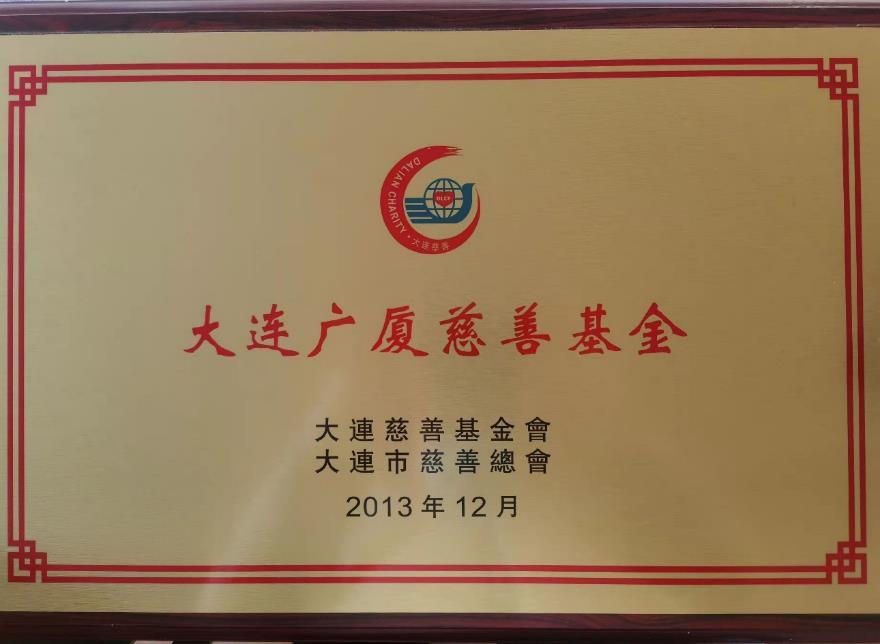 DALIAN CHARITY · 大连慈善
DLCF
大连广厦慈善基金
大連慈善基金會
大連市慈善總會
2013年12月